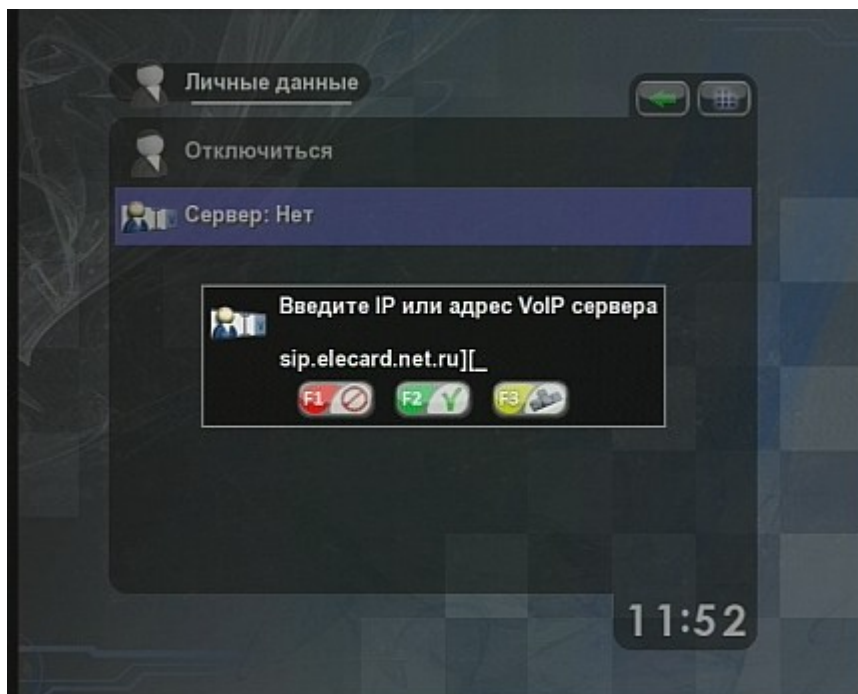 Личные данные
Отключиться
Сервер: Нет
Введите IP или адрес VoIP сервера
sip.elecard.net.ru][_
F1 F2 F3
11:52